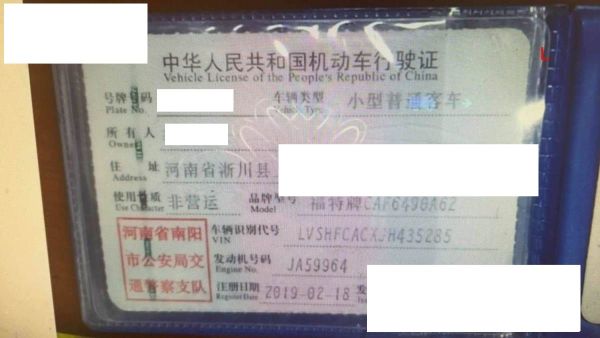 中华人民共和国机动车行驶证
Vehicle License of the People's Republic of China
号牌号码 车辆类型 小型普通客车
Plate No. Vehicle Type
所有人
Owner
住址 河南省淅川县
Address
使用性质 非营运 品牌型号 福特牌CAF6490A62
Use Character Model
河南省南阳 车辆识别代号 LVSHFCACXJH435285
VIN
市公安局交 发动机号码 JA59964
Engine No.
通警察支队 注册日期 2019-02-18 发
Register Date Issue